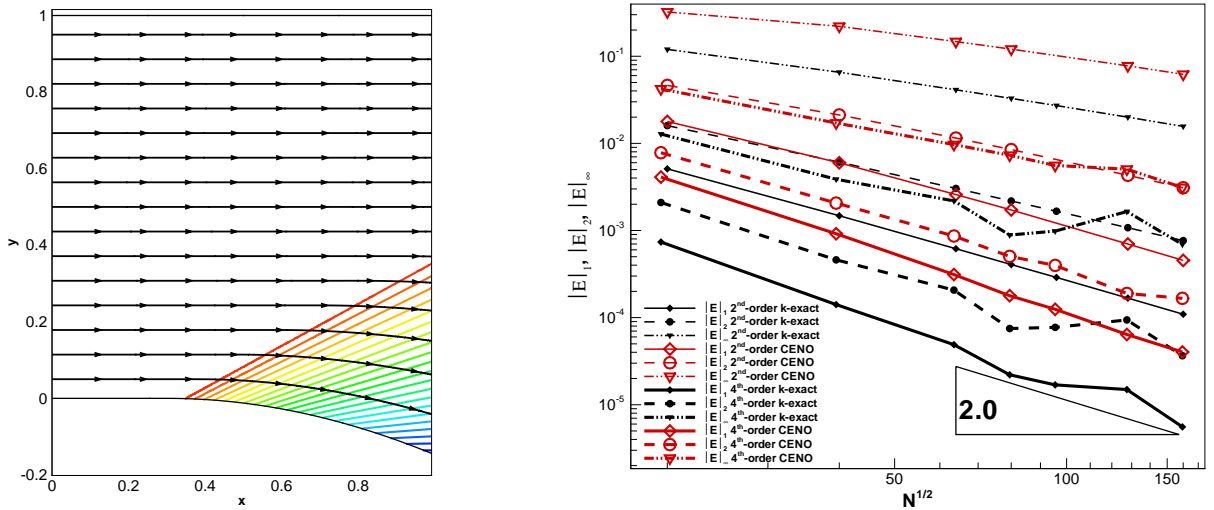 1
0.8
0.6
0.4
0.2
0
-0.2
y
0
0.2
0.4
0.6
0.8
x
10⁻¹
10⁻²
10⁻³
10⁻⁴
10⁻⁵
|E|₁, |E|₂, |E|∞
|E|₁ 2ⁿᵈ-order k-exact
|E|₂ 2ⁿᵈ-order k-exact
|E|∞ 2ⁿᵈ-order k-exact
|E|₁ 2ⁿᵈ-order CENO
|E|₂ 2ⁿᵈ-order CENO
|E|∞ 2ⁿᵈ-order CENO
|E|₁ 4ᵗʰ-order k-exact
|E|₂ 4ᵗʰ-order k-exact
|E|∞ 4ᵗʰ-order k-exact
|E|₁ 4ᵗʰ-order CENO
|E|₂ 4ᵗʰ-order CENO
|E|∞ 4ᵗʰ-order CENO
2.0
50
100
150
N¹ᐟ²